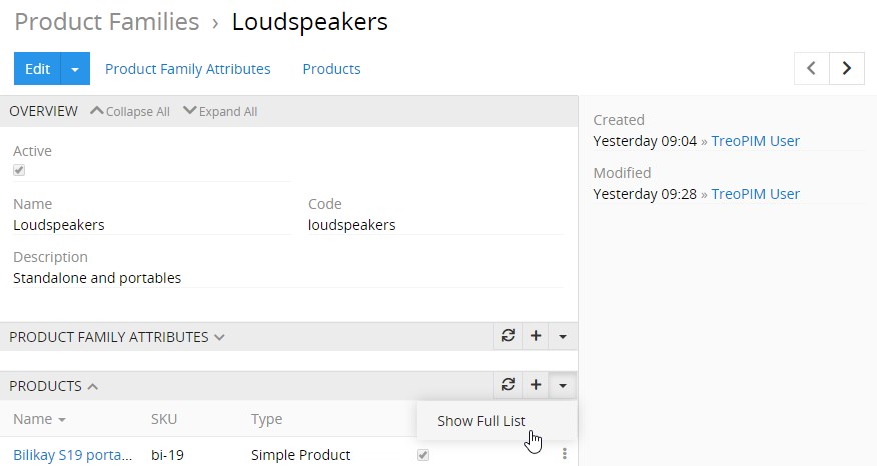 Product Families › Loudspeakers
Edit Product Family Attributes Products
OVERVIEW Collapse All Expand All
Active
Name Code
Loudspeakers loudspeakers
Description
Standalone and portables
Created
Yesterday 09:04 » TreoPIM User
Modified
Yesterday 09:28 » TreoPIM User
PRODUCT FAMILY ATTRIBUTES
PRODUCTS
Name SKU Type
Show Full List
Bilikay S19 porta... bi-19 Simple Product